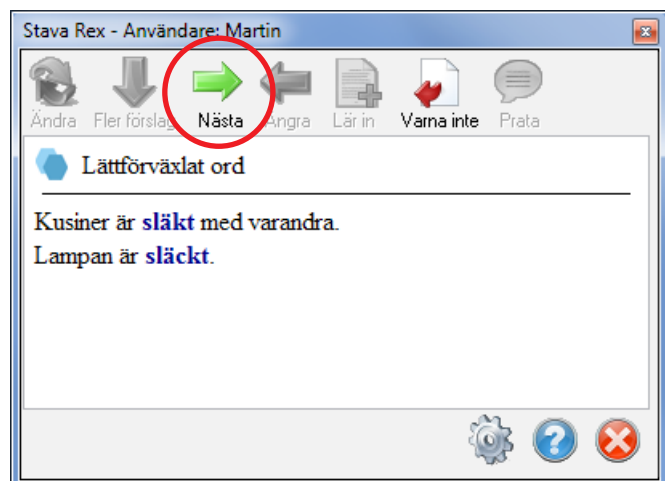 Stava Rex - Användare: Martin
Ändra Fler förslag Nästa Ångra Lär in Varna inte Prata
Lättförväxlat ord
Kusiner är släkt med varandra.
Lampan är släckt.